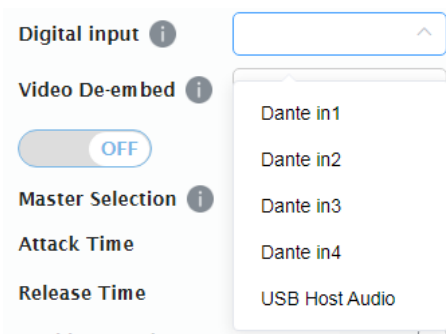 Digital input i
Video De-embed i
Dante in1
OFF
Dante in2
Master Selection i
Dante in3
Attack Time
Dante in4
Release Time
USB Host Audio